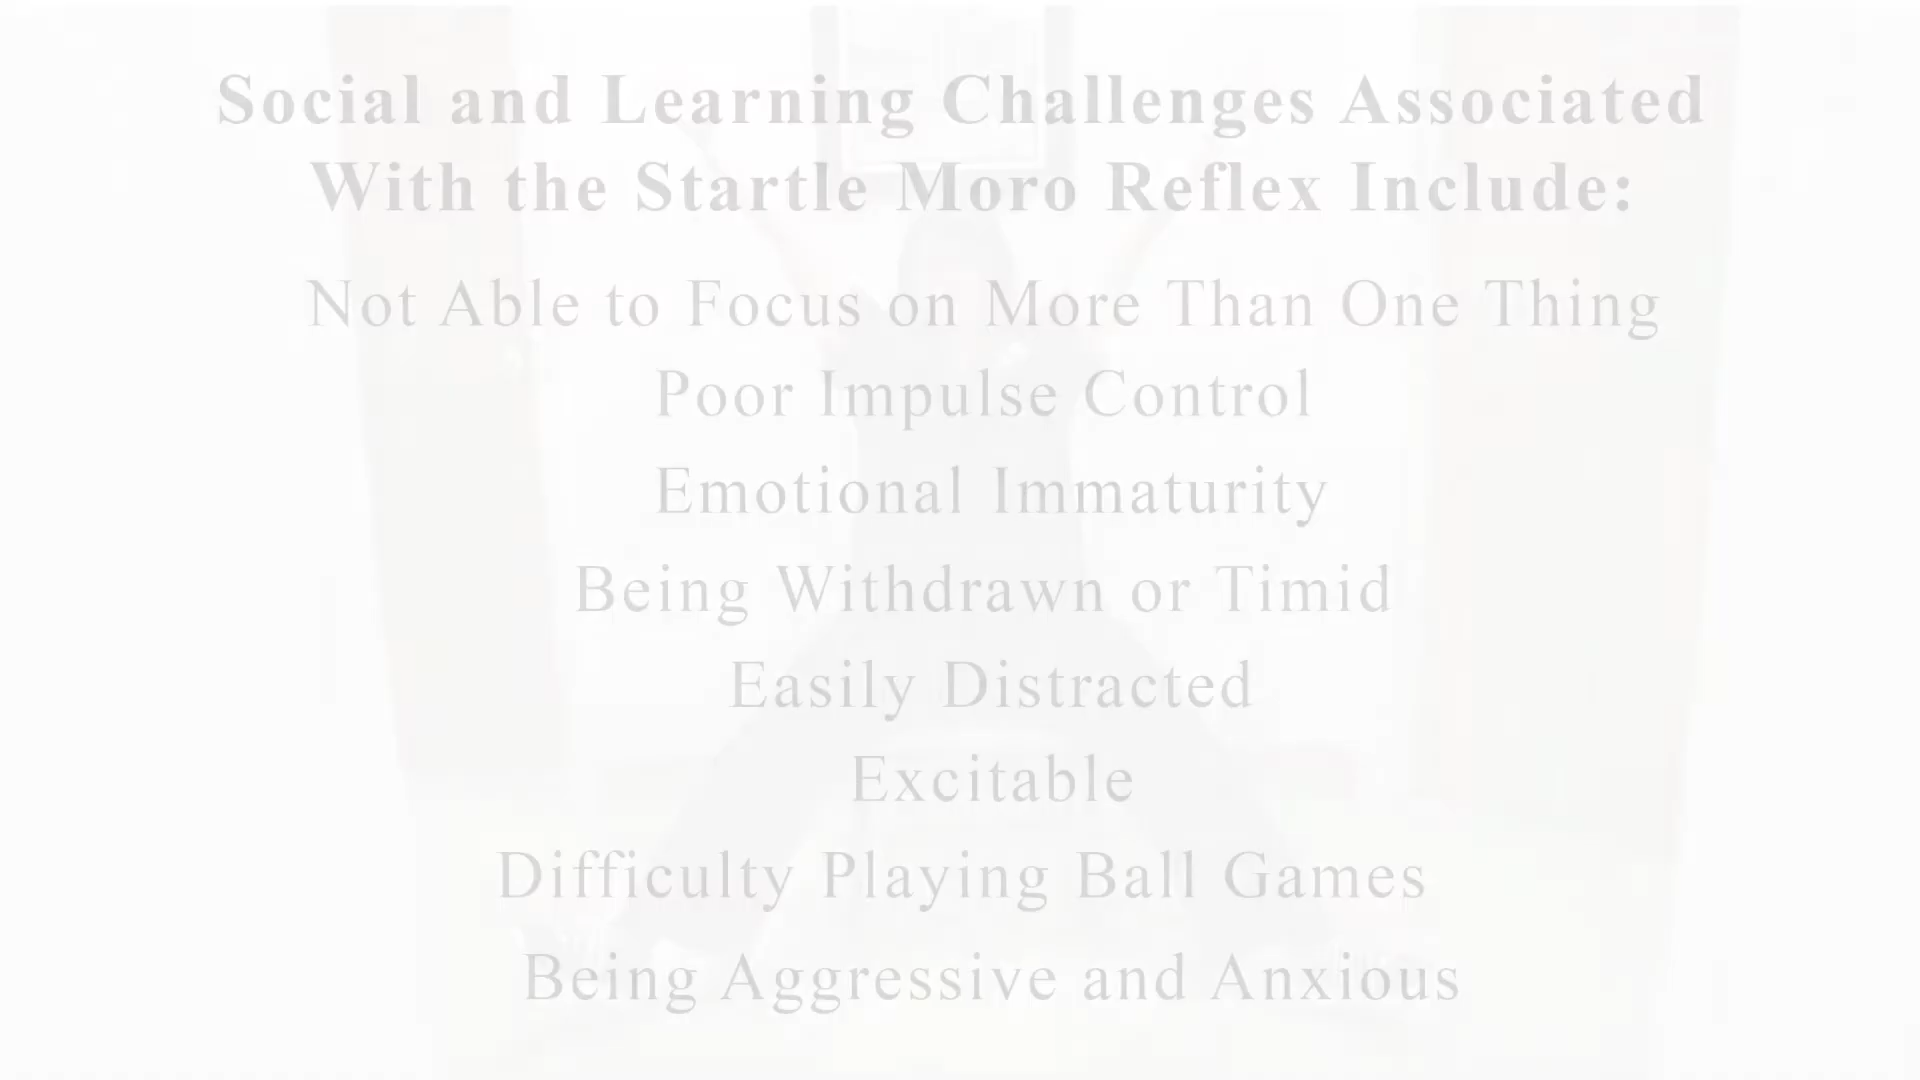 Social and Learning Challenges Associated
With the Startle Moro Reflex Include:
Not Able to Focus on More Than One Thing
Poor Impulse Control
Emotional Immaturity
Being Withdrawn or Timid
Easily Distracted
Excitable
Difficulty Playing Ball Games
Being Aggressive and Anxious